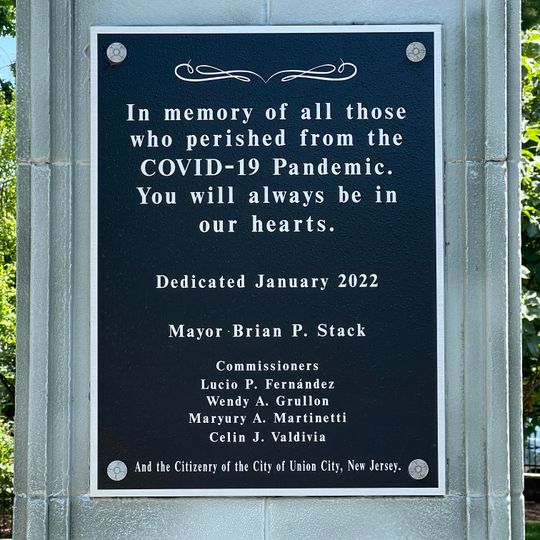 In memory of all those
who perished from the
COVID-19 Pandemic.
You will always be in
our hearts.
Dedicated January 2022
Mayor Brian P. Stack
Commissioners
Lucio P. Fernández
Wendy A. Grullon
Maryury A. Martinetti
Celin J. Valdivia
And the Citizenry of the City of Union City, New Jersey.